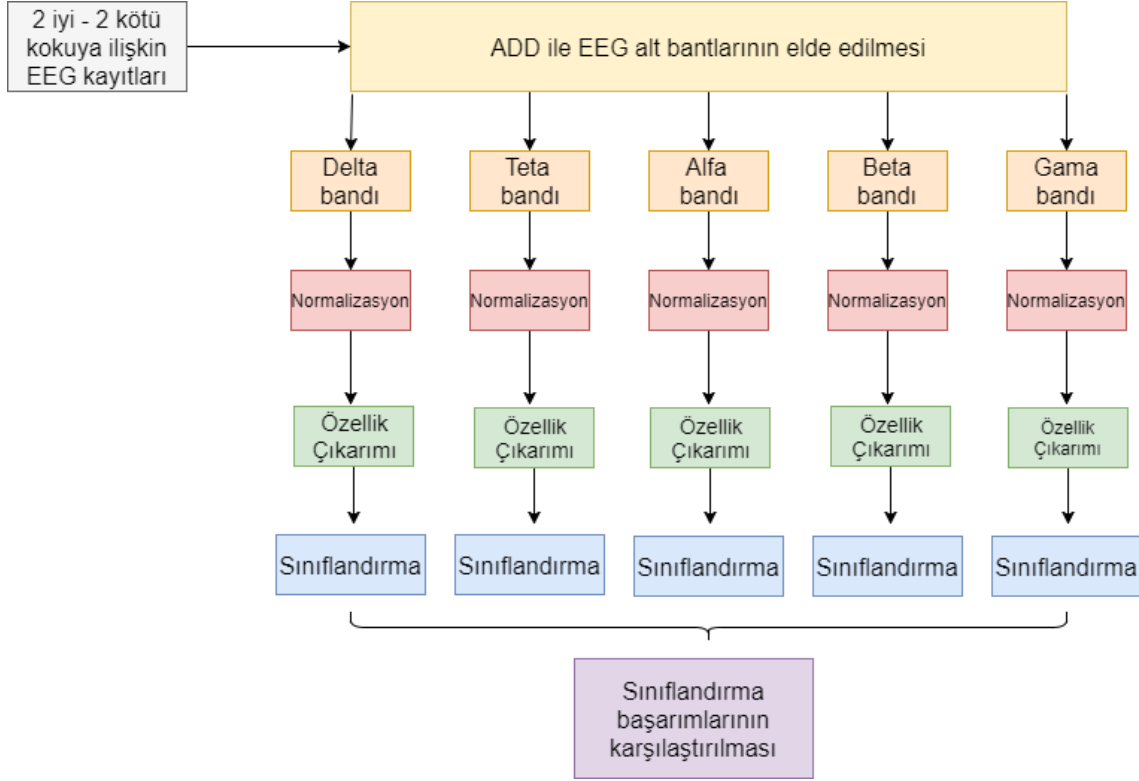 2 iyi - 2 kötü
kokuya ilişkin
EEG kayıtları
ADD ile EEG alt bantlarının elde edilmesi
Delta
bandı
Teta
bandı
Alfa
bandı
Beta
bandı
Gama
bandı
Normalizasyon
Normalizasyon
Normalizasyon
Normalizasyon
Normalizasyon
Özellik
Çıkarımı
Özellik
Çıkarımı
Özellik
Çıkarımı
Özellik
Çıkarımı
Özellik
Çıkarımı
Sınıflandırma
Sınıflandırma
Sınıflandırma
Sınıflandırma
Sınıflandırma
Sınıflandırma
başarımlarının
karşılaştırılması